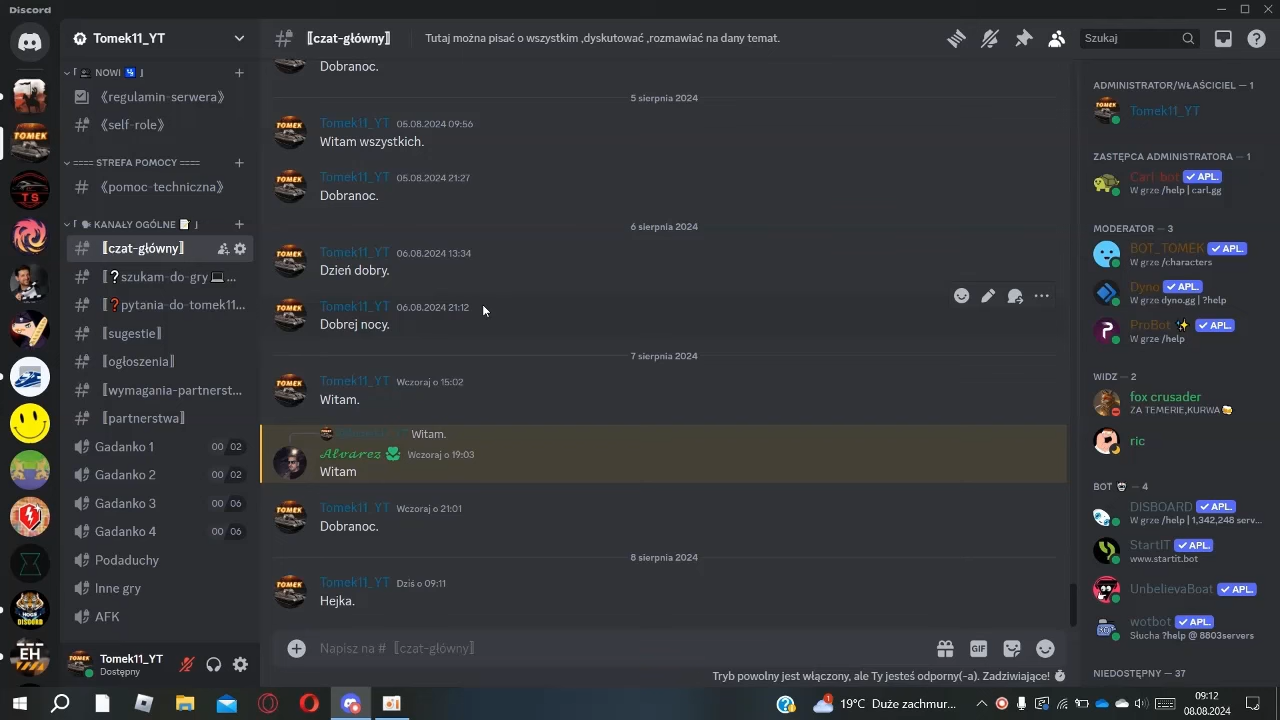 Discord
Tomek11_YT
[ NOWI ]
《regulamin-serwera》
《self-role》
==== STREFA POMOCY ====
《pomoc-techniczna》
[ KANAŁY OGÓLNE ]
〚czat-główny〛
〚❓szukam-do-gry 💻...
〚❓pytania-do-tomek11...
〚sugestie〛
〚ogłoszenia〛
〚wymagania-partnerst...
〚partnerstwa〛
Gadanko 1 00 02
Gadanko 2 00 02
Gadanko 3 00 06
Gadanko 4 00 06
Podaduchy
Inne gry
AFK
Tomek11_YT
Dostępny
〚czat-główny〛 Tutaj można pisać o wszystkim ,dyskutować ,rozmawiać na dany temat.
Szukaj
Dobranoc.
5 sierpnia 2024
Tomek11_YT 05.08.2024 09:56
Witam wszystkich.
Tomek11_YT 05.08.2024 21:27
Dobranoc.
6 sierpnia 2024
Tomek11_YT 06.08.2024 13:34
Dzień dobry.
Tomek11_YT 06.08.2024 21:12
Dobrej nocy.
7 sierpnia 2024
Tomek11_YT Wczoraj o 15:02
Witam.
Witam.
𝓐𝓵𝓿𝓪𝓻𝓮𝔃 Wczoraj o 19:03
Witam
Tomek11_YT Wczoraj o 21:01
Dobranoc.
8 sierpnia 2024
Tomek11_YT Dziś o 09:11
Hejka.
Napisz na # 〚czat-główny〛
GIF
Tryb powolny jest włączony, ale Ty jesteś odporny(-a). Zadziwiające!
ADMINISTRATOR/WŁAŚCICIEL — 1
Tomek11_YT
ZASTĘPCA ADMINISTRATORA — 1
Carl-bot ✓ APL.
W grze /help | carl.gg
MODERATOR — 3
BOT_TOMEK ✓ APL.
W grze /characters
Dyno ✓ APL.
W grze dyno.gg | ?help
ProBot ✨ ✓ APL.
W grze /help
WIDZ — 2
fox crusader
ZA TEMERIE,KURWA🍻
ric
BOT — 4
DISBOARD ✓ APL.
W grze /help | 1,342,248 serw...
StartIT ✓ APL.
www.startit.bot
UnbelievaBoat ✓ APL.
wotbot ✓ APL.
Słucha ?help @ 8803servers
NIEDOSTĘPNY — 37
19°C Duże zachmur...
09:12
08.08.2024